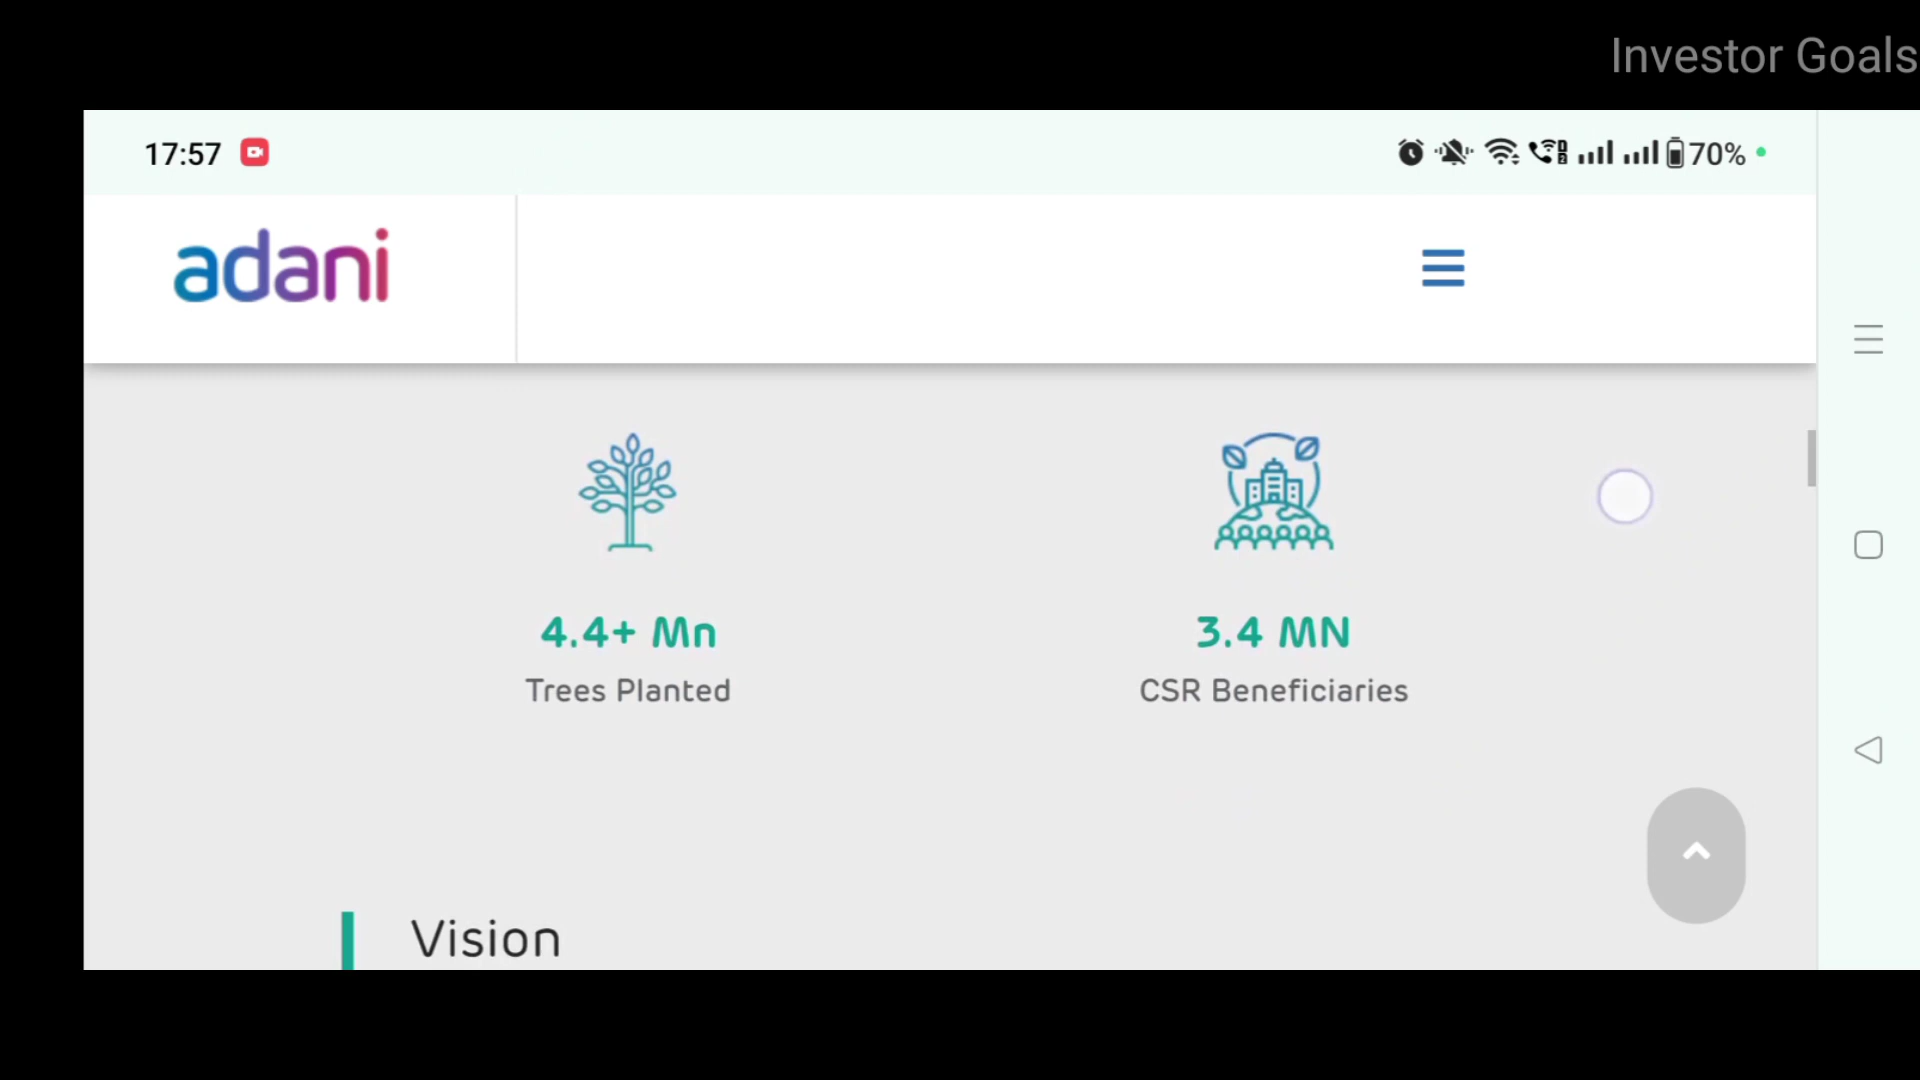 Investor Goals
17:57
70%
adani
4.4+ Mn
Trees Planted
3.4 MN
CSR Beneficiaries
Vision